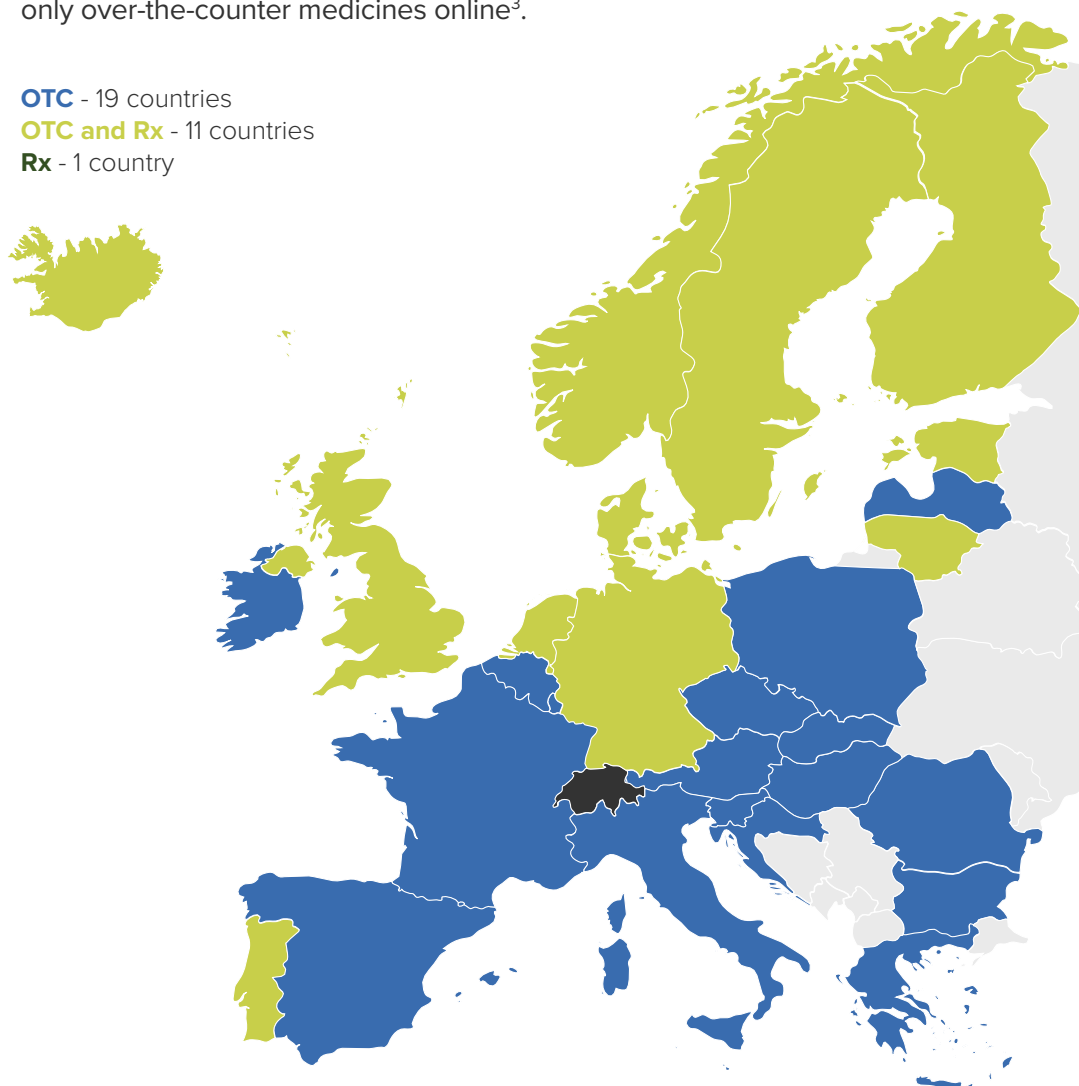 only over-the-counter medicines online³.
OTC - 19 countries
OTC and Rx - 11 countries
Rx - 1 country